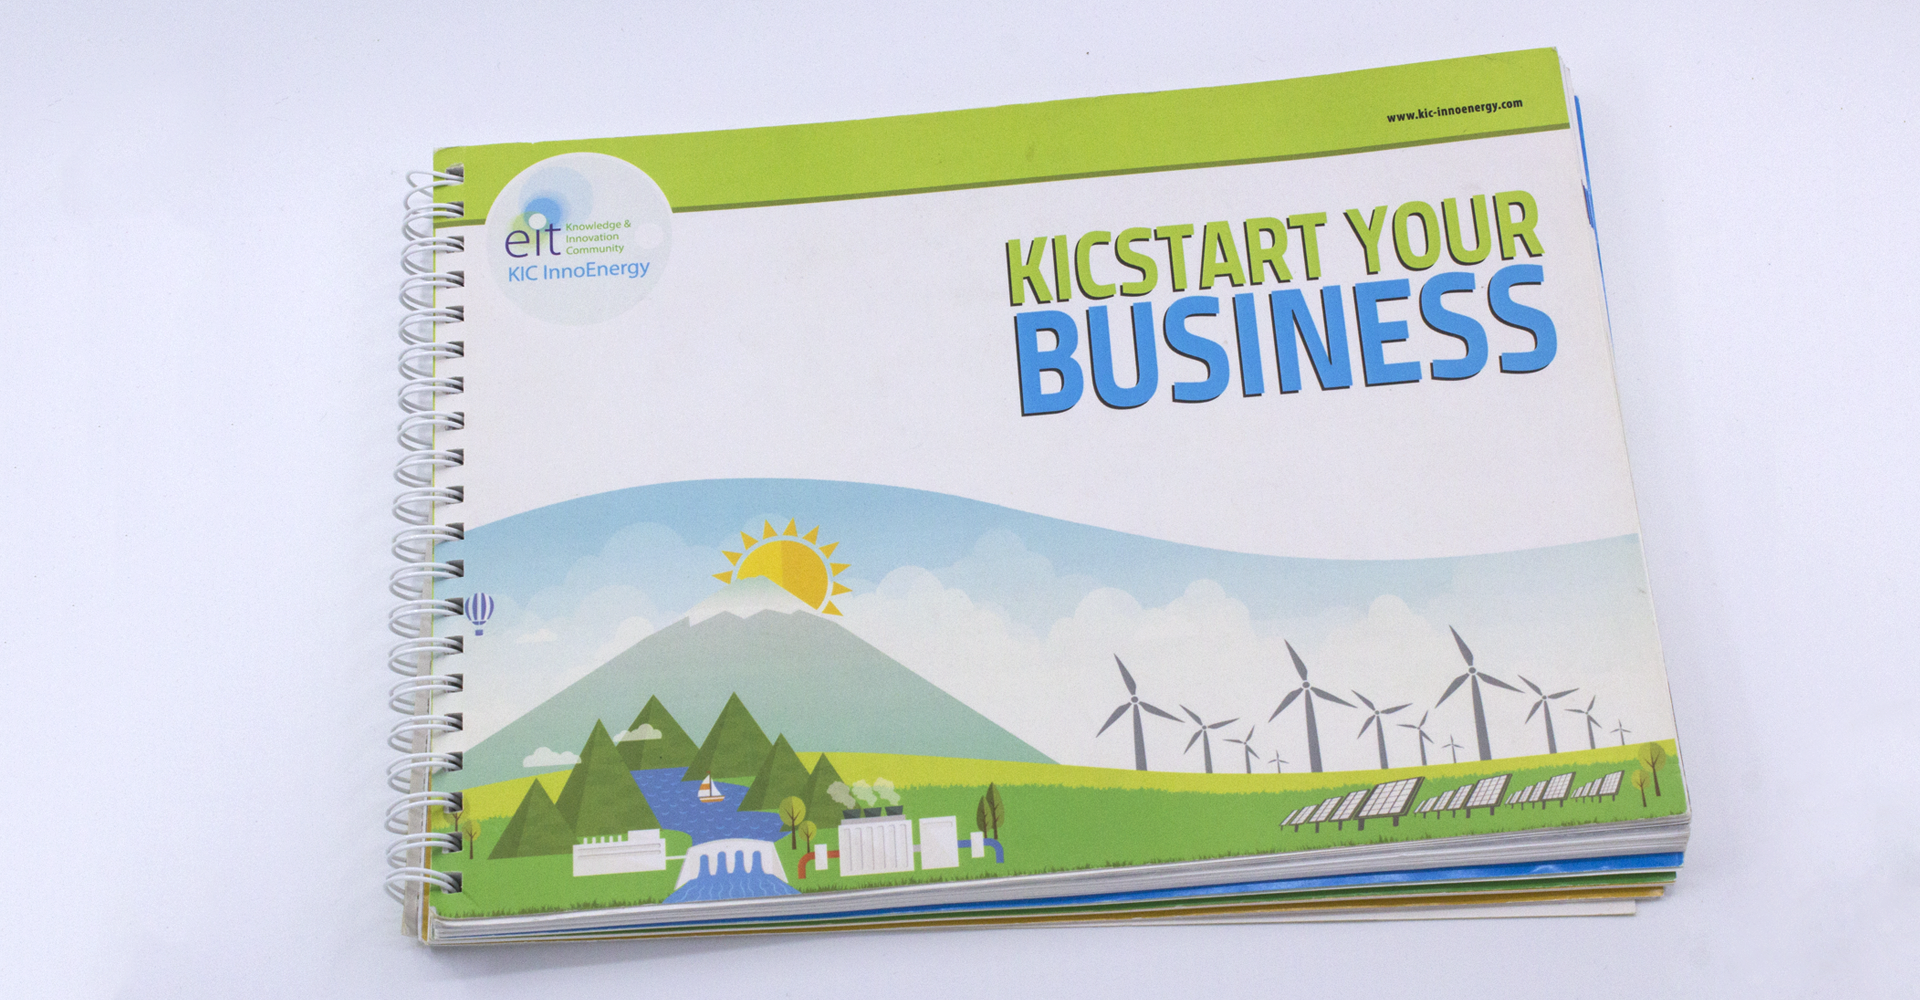 www.kic-innoenergy.com
eit Knowledge &
Innovation
Community
KIC InnoEnergy
KICSTART YOUR
BUSINESS